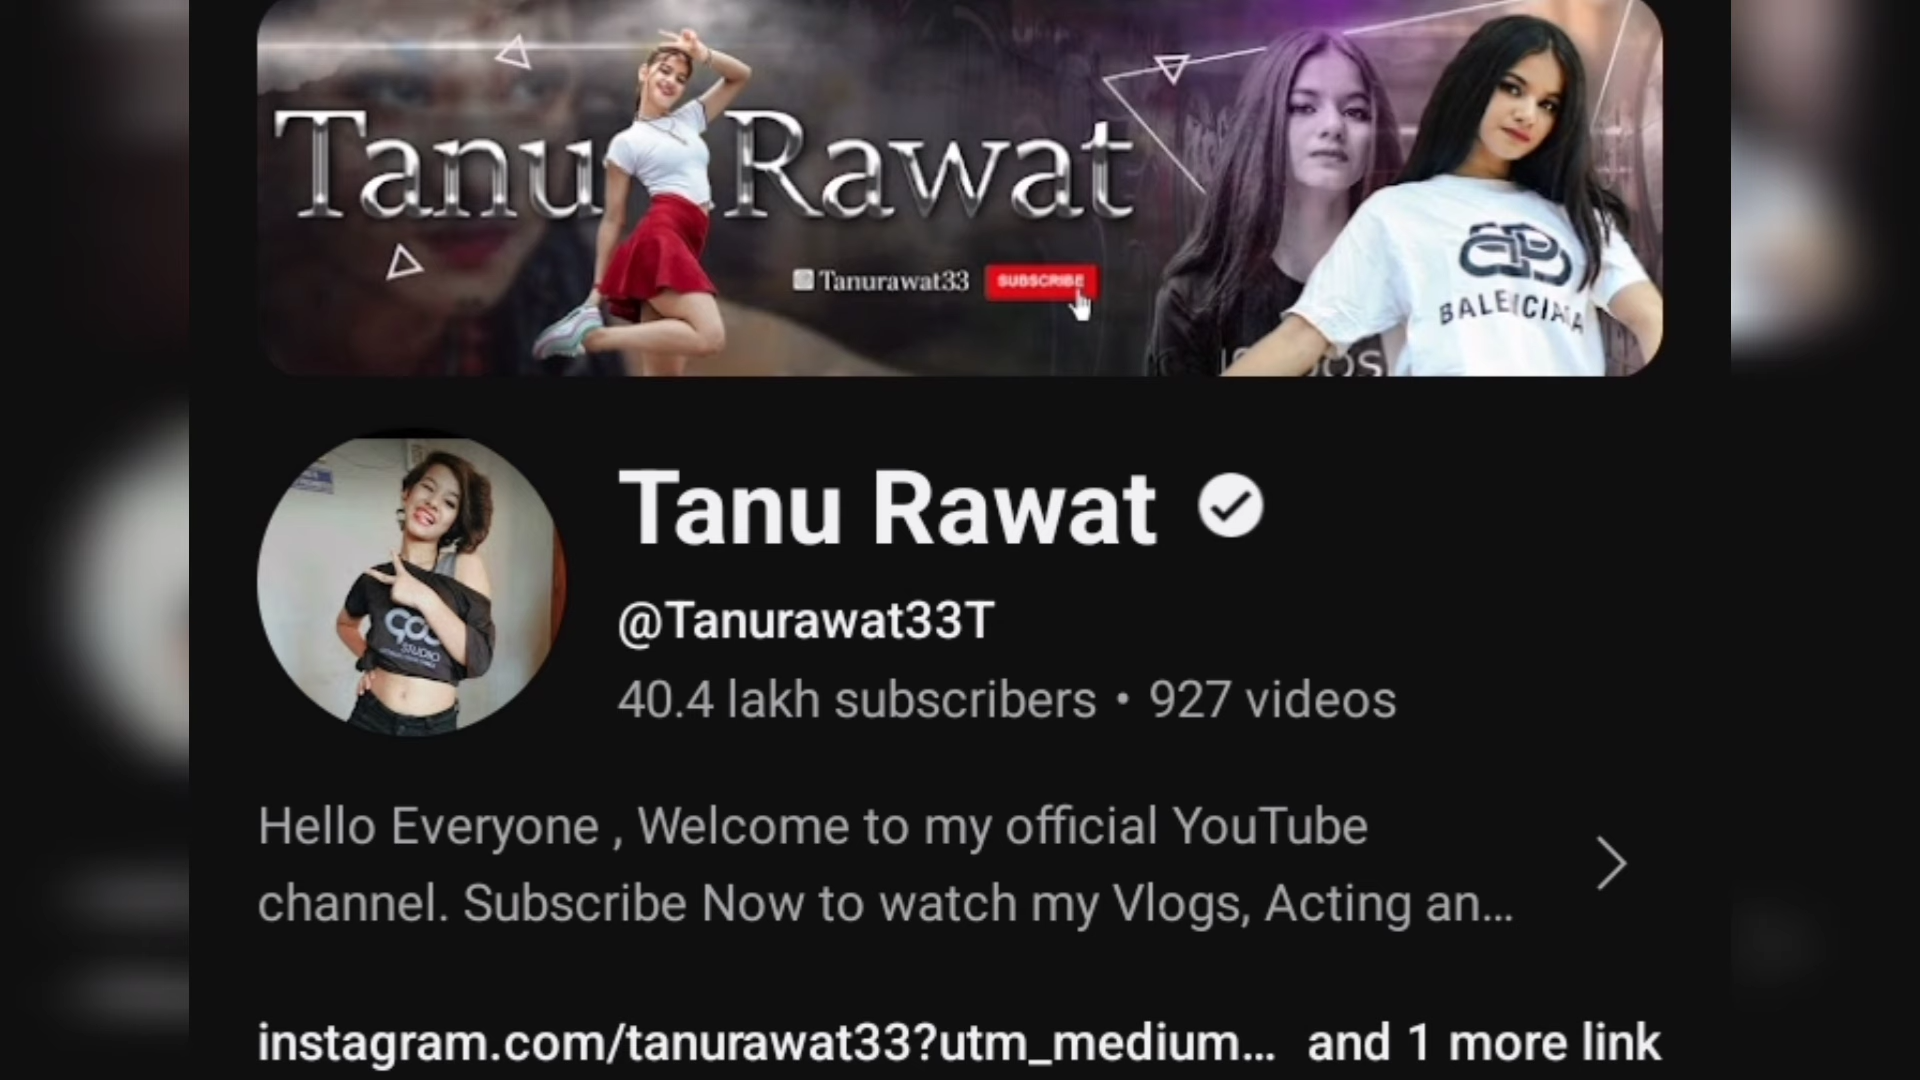 Tanu Rawat
Tanurawat33 SUBSCRIBE
BALENCIAGA
Tanu Rawat
@Tanurawat33T
40.4 lakh subscribers • 927 videos
STUDIO
Hello Everyone , Welcome to my official YouTube
channel. Subscribe Now to watch my Vlogs, Acting an...
instagram.com/tanurawat33?utm_medium... and 1 more link